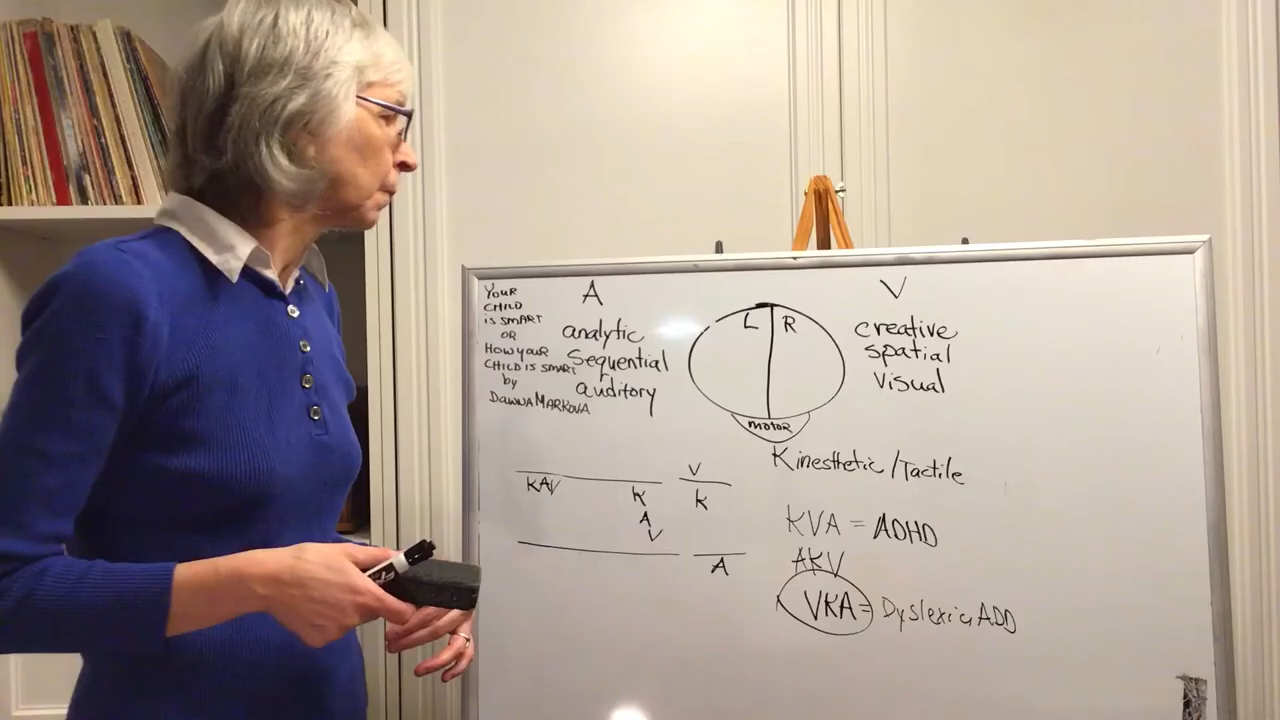 YOUR
CHILD
is SMART
OR
HOW YOUR
CHILD IS SMART
by
DAWNA MARKOVA
A
analytic
Sequential
auditory
L R
motor
V
creative
spatial
Visual
Kinesthetic/Tactile
KAV
K
A
V
V
K
A
KVA = ADHD
AKV
VKA = Dyslexia, ADD